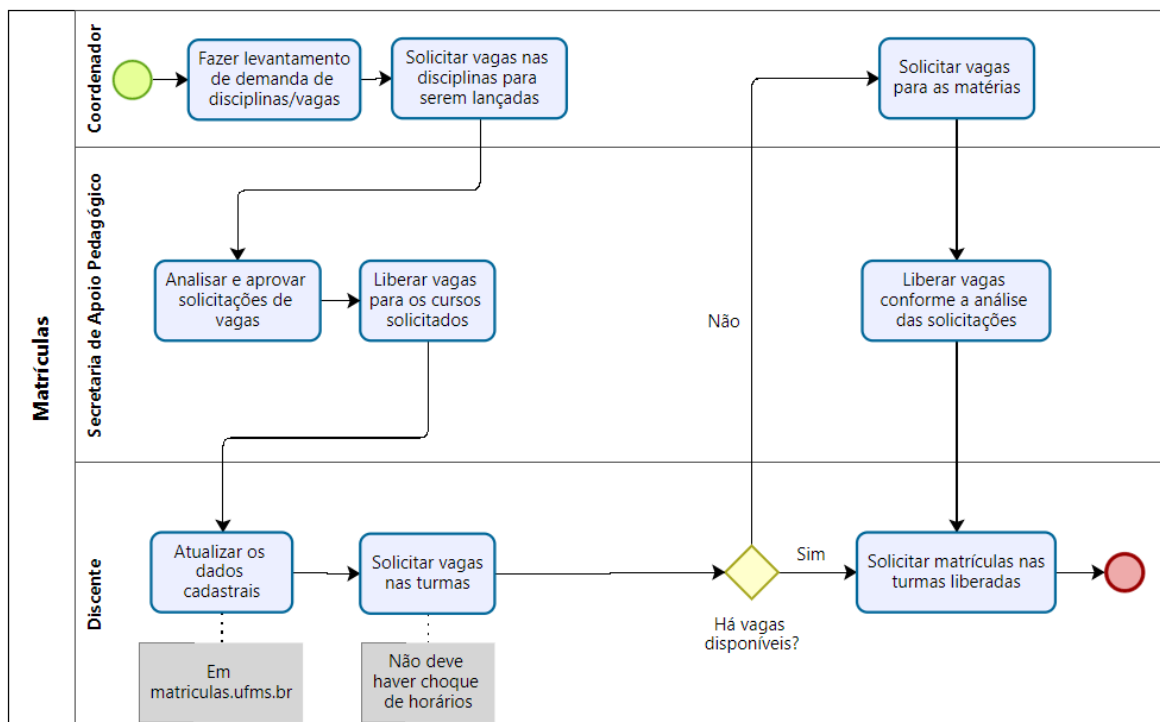 Matrículas
Coordenador
Fazer levantamento
de demanda de
disciplinas/vagas
Solicitar vagas nas
disciplinas para
serem lançadas
Solicitar vagas
para as matérias
Secretaria de Apoio Pedagógico
Analisar e aprovar
solicitações de
vagas
Liberar vagas
para os cursos
solicitados
Não
Liberar vagas
conforme a análise
das solicitações
Discente
Atualizar os
dados
cadastrais
Solicitar vagas
nas turmas
Sim
Há vagas
disponíveis?
Solicitar matrículas nas
turmas liberadas
Em
matriculas.ufms.br
Não deve
haver choque
de horários